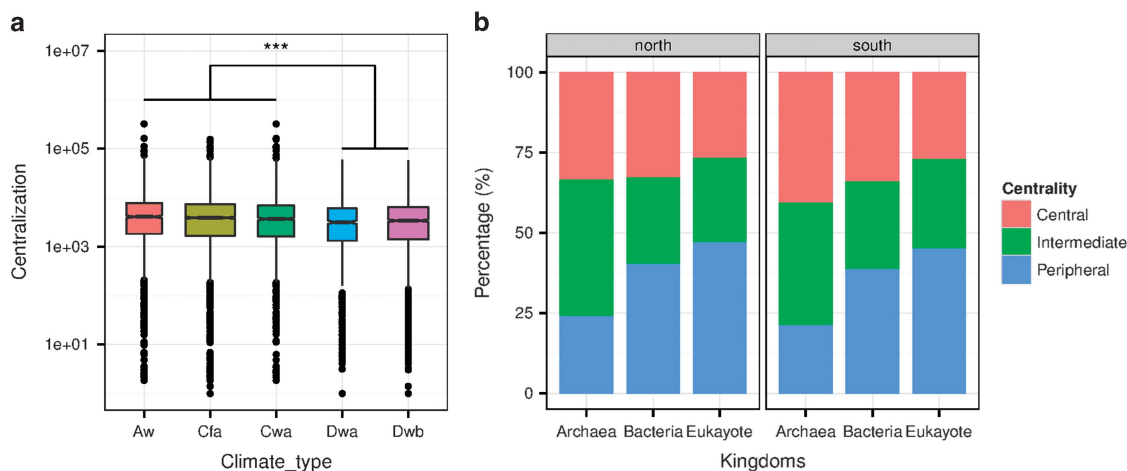 a
Centralization
1e+07
1e+05
1e+03
1e+01
***
Aw Cfa Cwa Dwa Dwb
Climate_type
b
north south
Percentage (%)
100
75
50
25
0
Archaea Bacteria Eukayote Archaea Bacteria Eukayote
Kingdoms
Centrality
Central
Intermediate
Peripheral